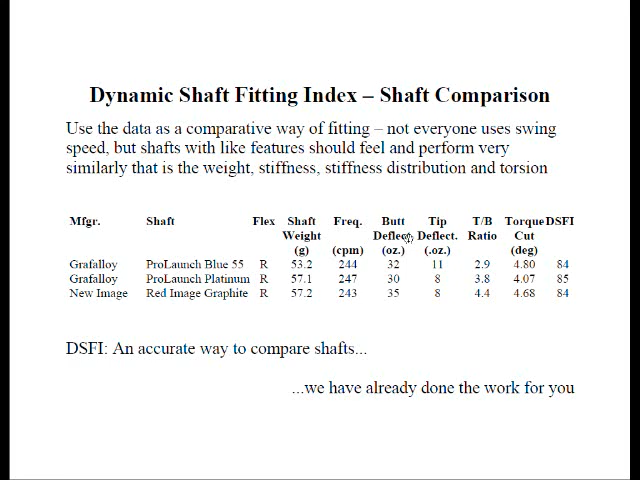 Dynamic Shaft Fitting Index – Shaft Comparison
Use the data as a comparative way of fitting – not everyone uses swing
speed, but shafts with like features should feel and perform very
similarly that is the weight, stiffness, stiffness distribution and torsion
Mfgr. Shaft Flex Shaft Freq. Butt Tip T/B Torque DSFI
Weight Deflect. Deflect. Ratio Cut
(g) (cpm) (oz.) (.oz.) (deg)
Grafalloy ProLaunch Blue 55 R 53.2 244 32 11 2.9 4.80 84
Grafalloy ProLaunch Platinum R 57.1 247 30 8 3.8 4.07 85
New Image Red Image Graphite R 57.2 243 35 8 4.4 4.68 84
DSFI: An accurate way to compare shafts...
...we have already done the work for you